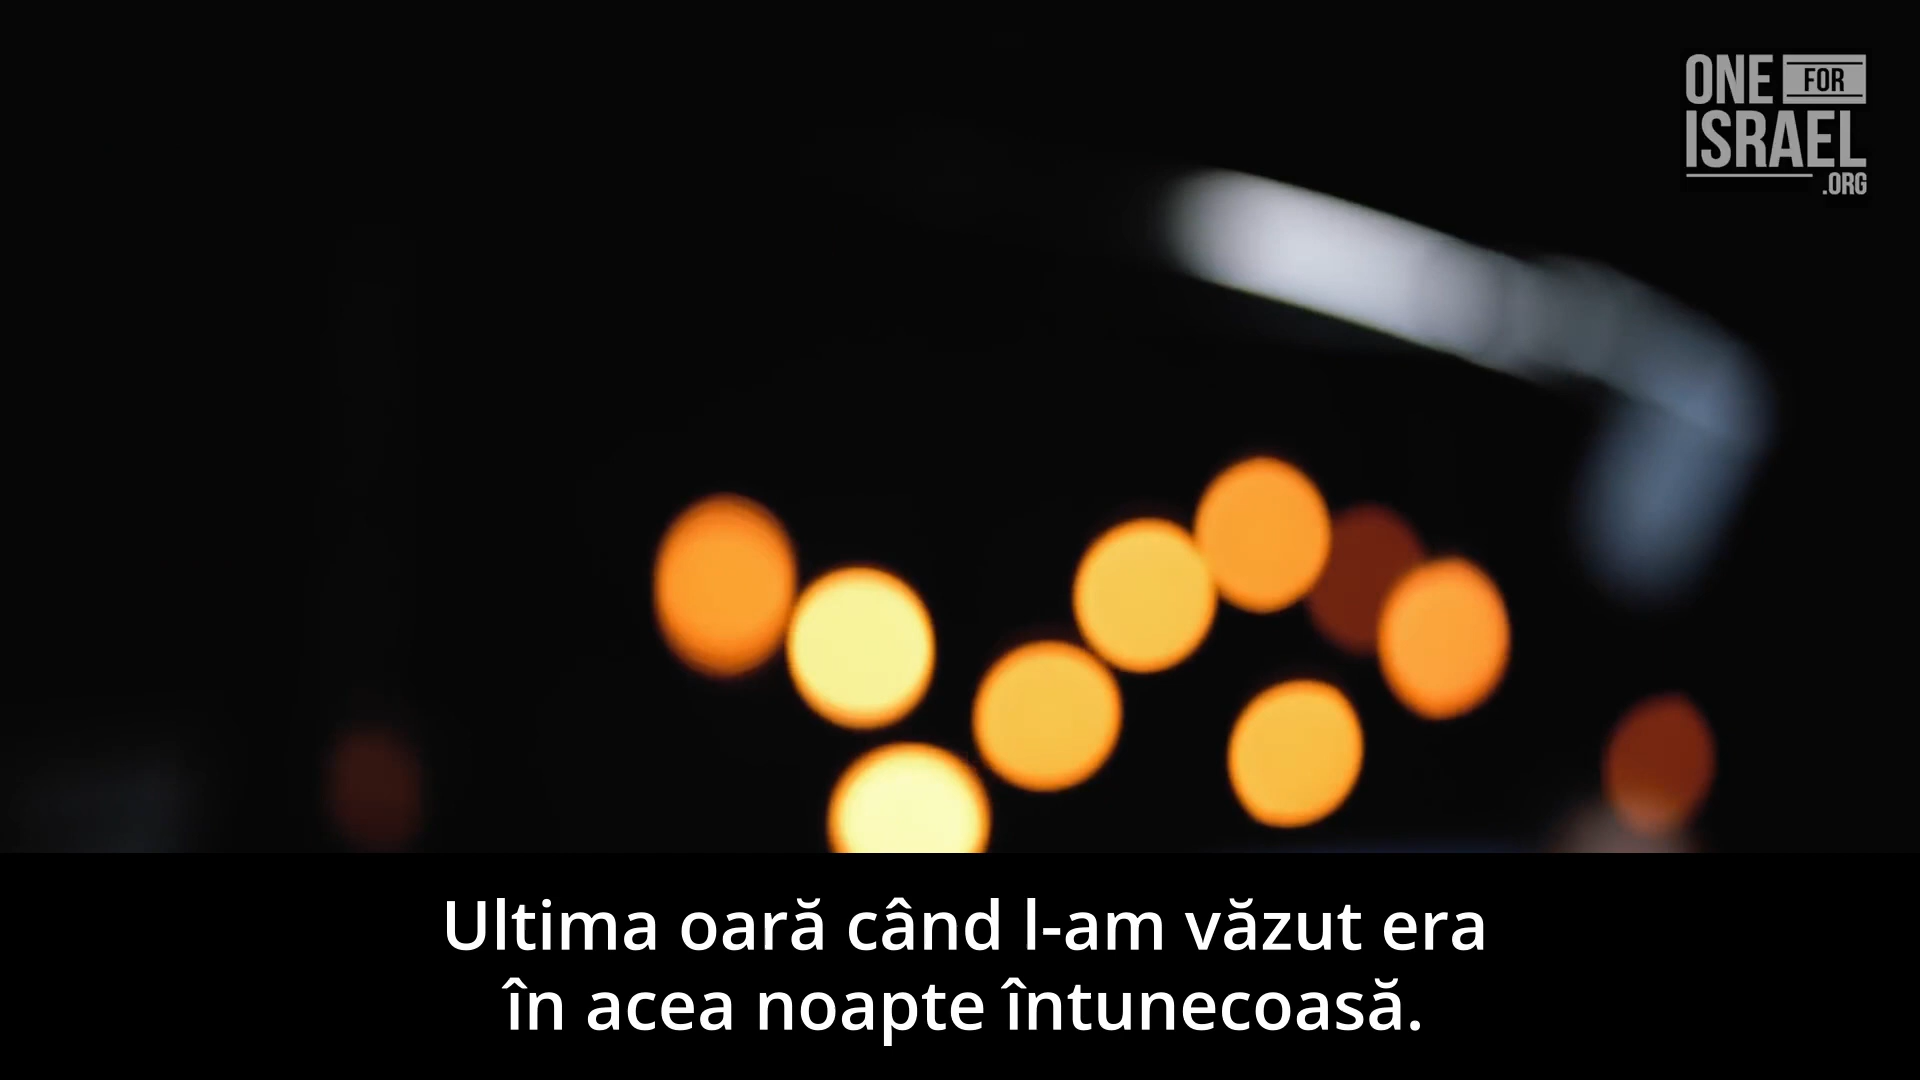 ONE FOR
ISRAEL
.ORG
Ultima oară când l-am văzut era
în acea noapte întunecoasă.